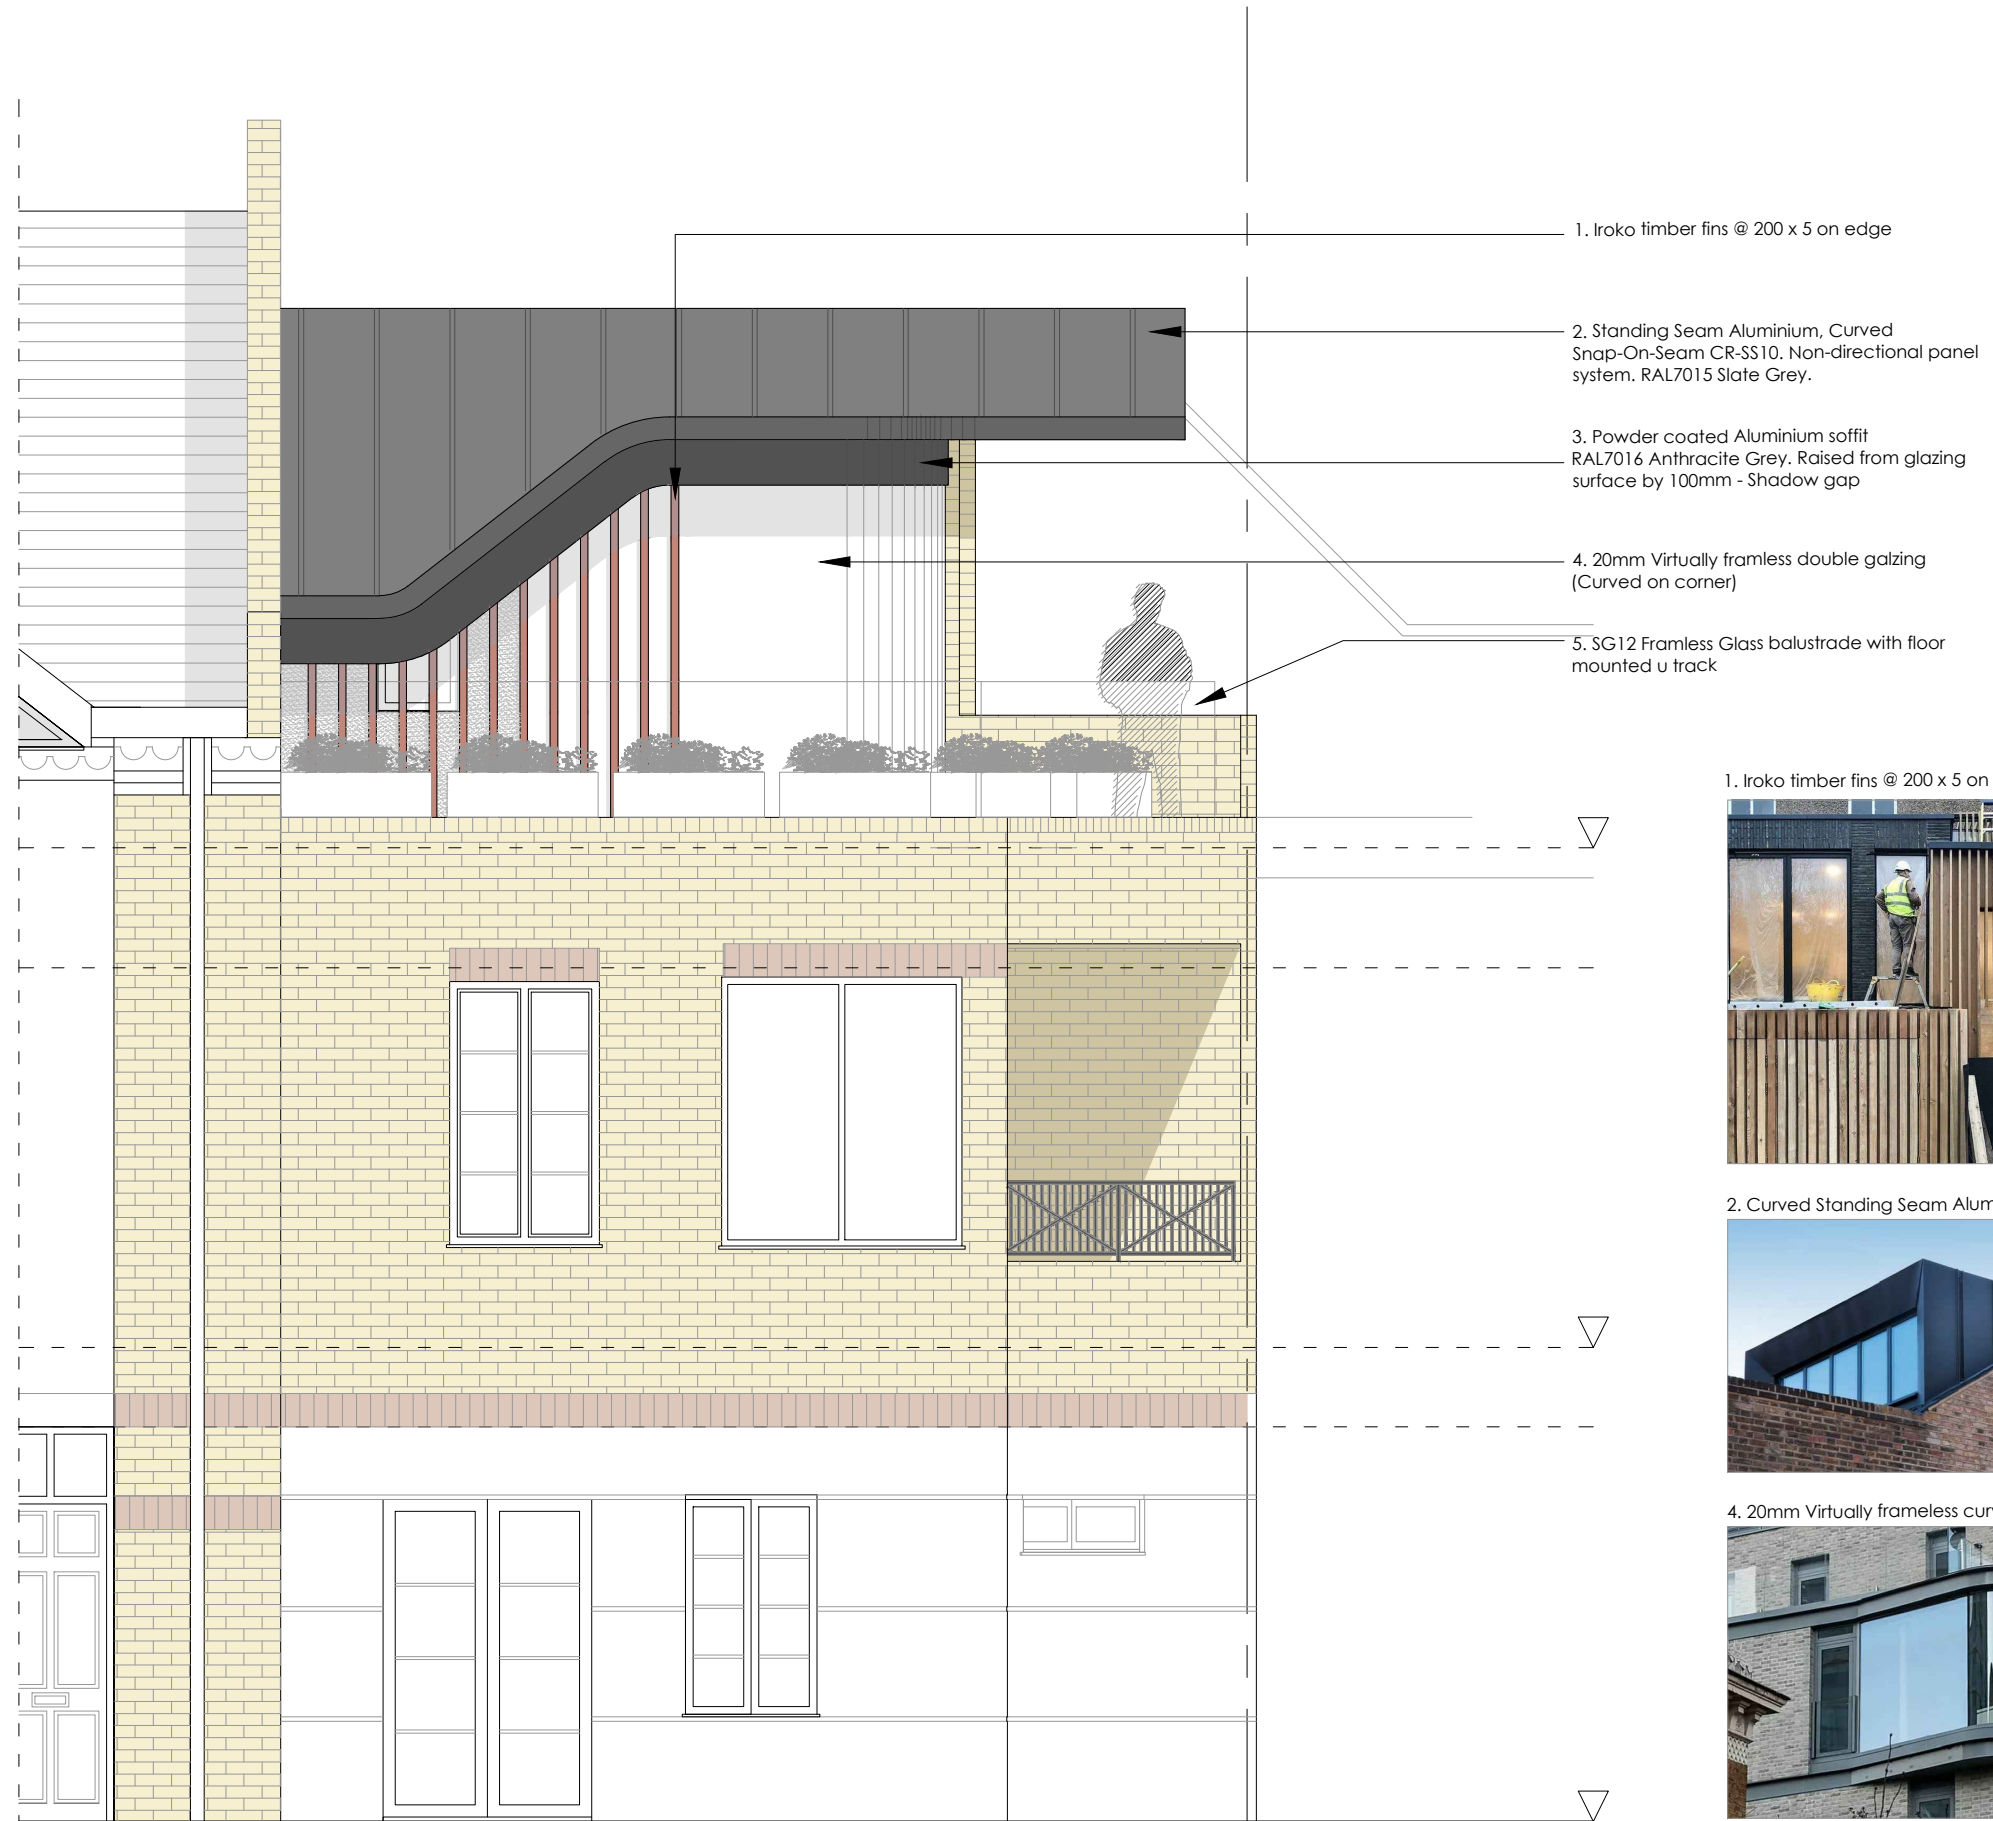 1. Iroko timber fins @ 200 x 5 on edge
2. Standing Seam Aluminium, Curved
Snap-On-Seam CR-SS10. Non-directional panel
system. RAL7015 Slate Grey.
3. Powder coated Aluminium soffit
RAL7016 Anthracite Grey. Raised from glazing
surface by 100mm - Shadow gap
4. 20mm Virtually framless double galzing
(Curved on corner)
5. SG12 Framless Glass balustrade with floor
mounted u track
1. Iroko timber fins @ 200 x 5 on
2. Curved Standing Seam Alum
4. 20mm Virtually frameless cur